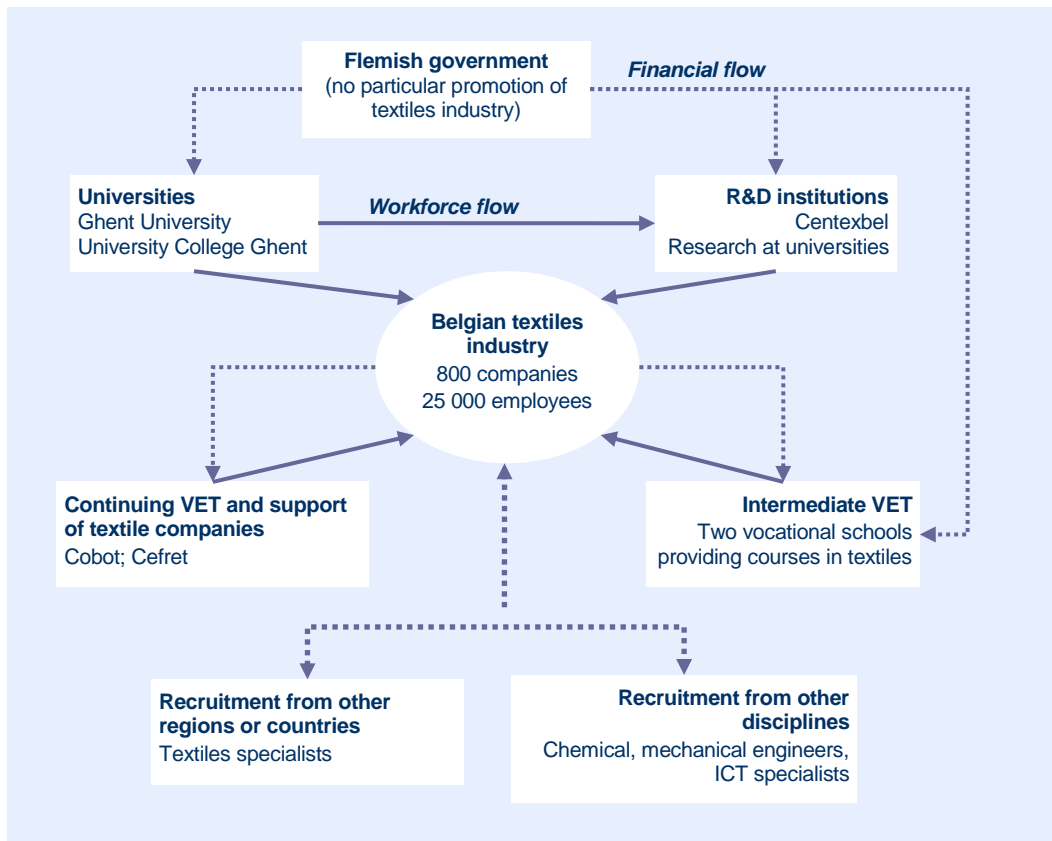 Flemish government
(no particular promotion of
textiles industry)
Financial flow
Universities
Ghent University
University College Ghent
Workforce flow
R&D institutions
Centexbel
Research at universities
Belgian textiles
industry
800 companies
25 000 employees
Continuing VET and support
of textile companies
Cobot; Cefret
Intermediate VET
Two vocational schools
providing courses in textiles
Recruitment from other
regions or countries
Textiles specialists
Recruitment from other
disciplines
Chemical, mechanical engineers,
ICT specialists